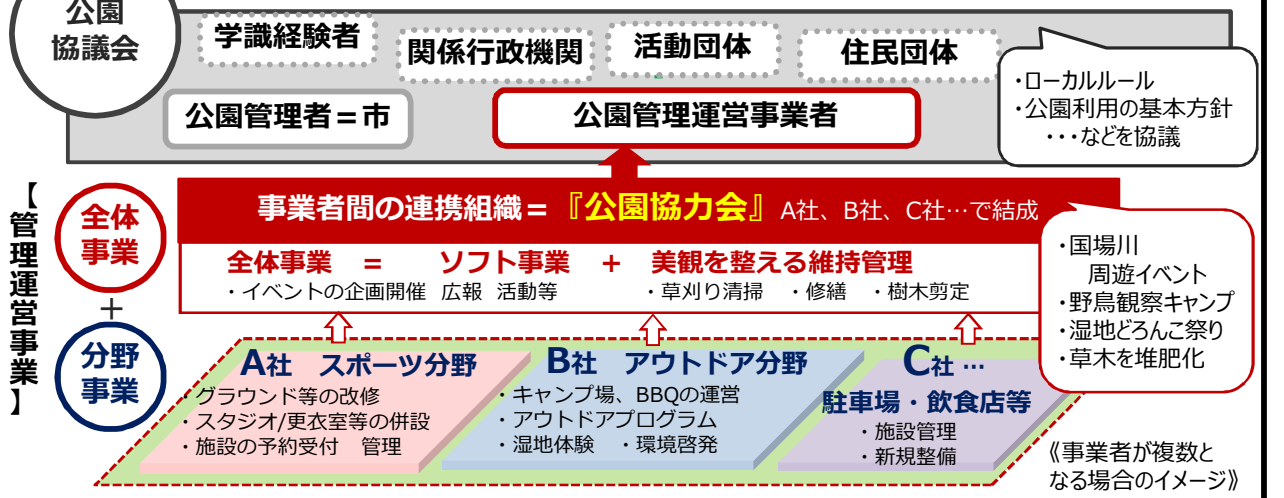 公園
協議会
学識経験者
関係行政機関
活動団体
住民団体
公園管理者＝市
公園管理運営事業者
・ローカルルール
・公園利用の基本方針
・・・などを協議
【管理運営事業】
全体
事業
＋
分野
事業
事業者間の連携組織＝『公園協力会』A社、B社、C社…で結成
全体事業 ＝ ソフト事業 ＋ 美観を整える維持管理
・イベントの企画開催 広報 活動等 ・草刈り清掃 ・修繕 ・樹木剪定
・国場川
周遊イベント
・野鳥観察キャンプ
・湿地どろんこ祭り
・草木を堆肥化
A社 スポーツ分野
・グラウンド等の改修
・スタジオ/更衣室等の併設
・施設の予約受付 管理
B社 アウトドア分野
・キャンプ場、BBQの運営
・アウトドアプログラム
・湿地体験 ・環境啓発
C社 …
駐車場・飲食店等
・施設管理
・新規整備
《事業者が複数と
なる場合のイメージ》